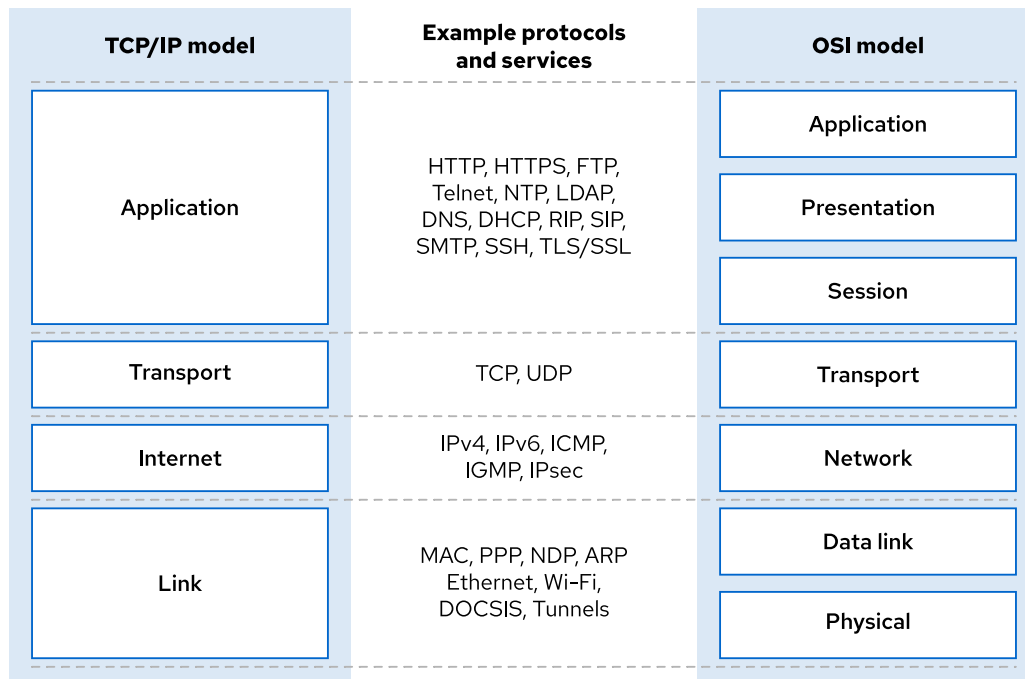 TCP/IP model
Example protocols
and services
OSI model
Application
HTTP, HTTPS, FTP,
Telnet, NTP, LDAP,
DNS, DHCP, RIP, SIP,
SMTP, SSH, TLS/SSL
Application
Presentation
Session
Transport
TCP, UDP
Transport
Internet
IPv4, IPv6, ICMP,
IGMP, IPsec
Network
Link
MAC, PPP, NDP, ARP
Ethernet, Wi-Fi,
DOCSIS, Tunnels
Data link
Physical